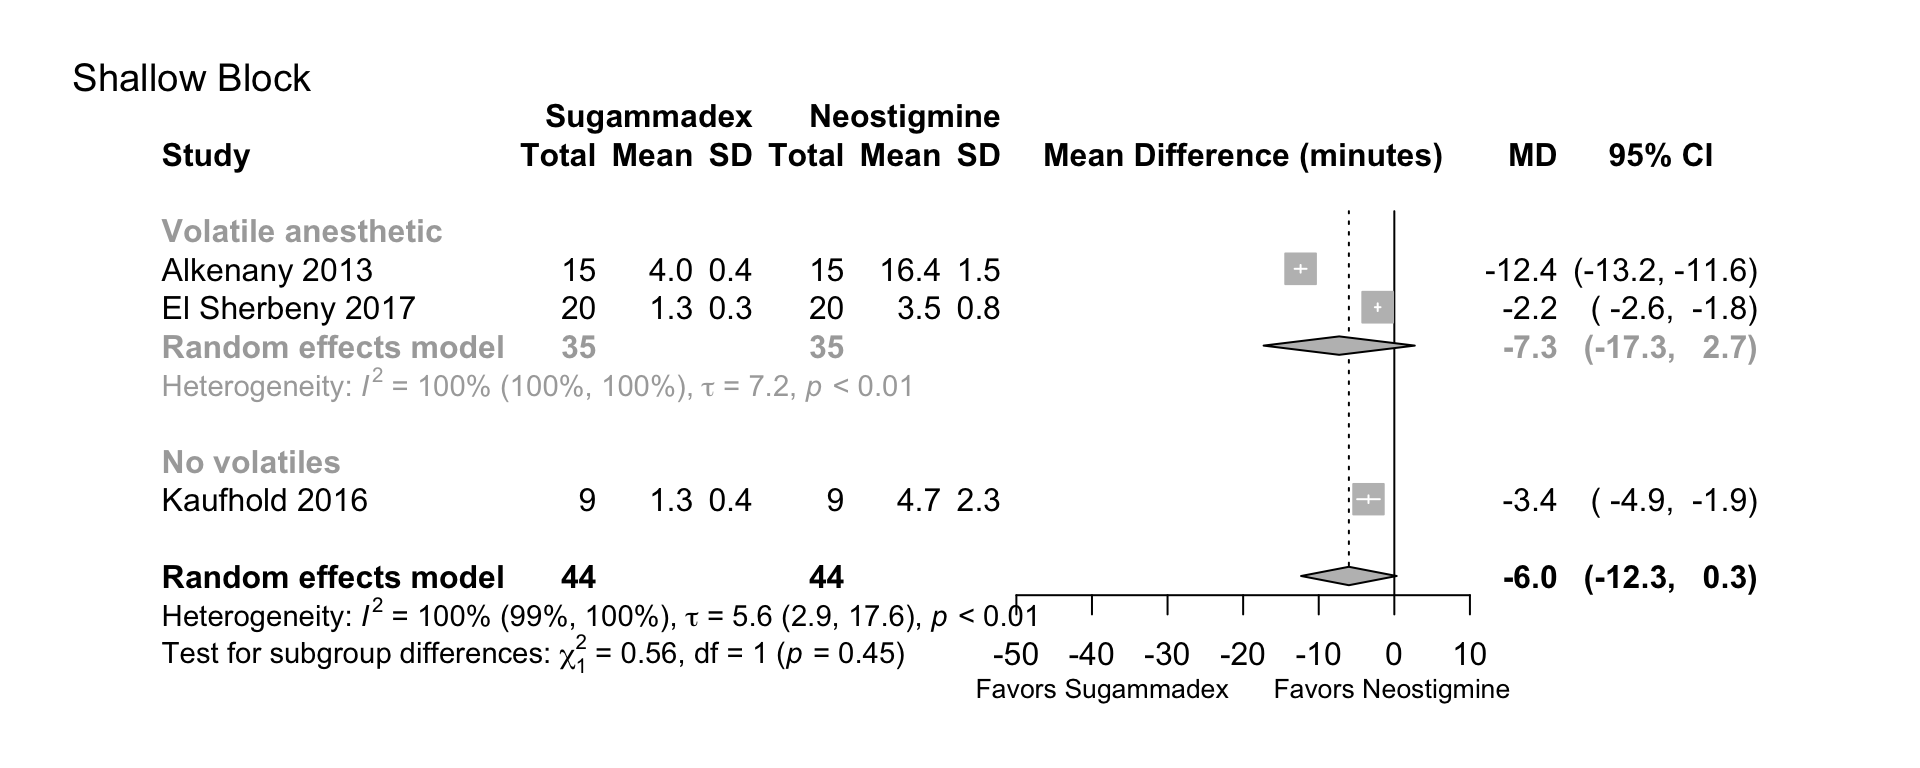 Shallow Block
Sugammadex Neostigmine
Study Total Mean SD Total Mean SD Mean Difference (minutes) MD 95% CI
Volatile anesthetic
Alkenany 2013 15 4.0 0.4 15 16.4 1.5 -12.4 (-13.2, -11.6)
El Sherbeny 2017 20 1.3 0.3 20 3.5 0.8 -2.2 ( -2.6, -1.8)
Random effects model 35 35 -7.3 (-17.3, 2.7)
Heterogeneity: I² = 100% (100%, 100%), τ = 7.2, p < 0.01
No volatiles
Kaufhold 2016 9 1.3 0.4 9 4.7 2.3 -3.4 ( -4.9, -1.9)
Random effects model 44 44 -6.0 (-12.3, 0.3)
Heterogeneity: I² = 100% (99%, 100%), τ = 5.6 (2.9, 17.6), p < 0.01
Test for subgroup differences: χ²₁ = 0.56, df = 1 (p = 0.45)
-50 -40 -30 -20 -10 0 10
Favors Sugammadex Favors Neostigmine